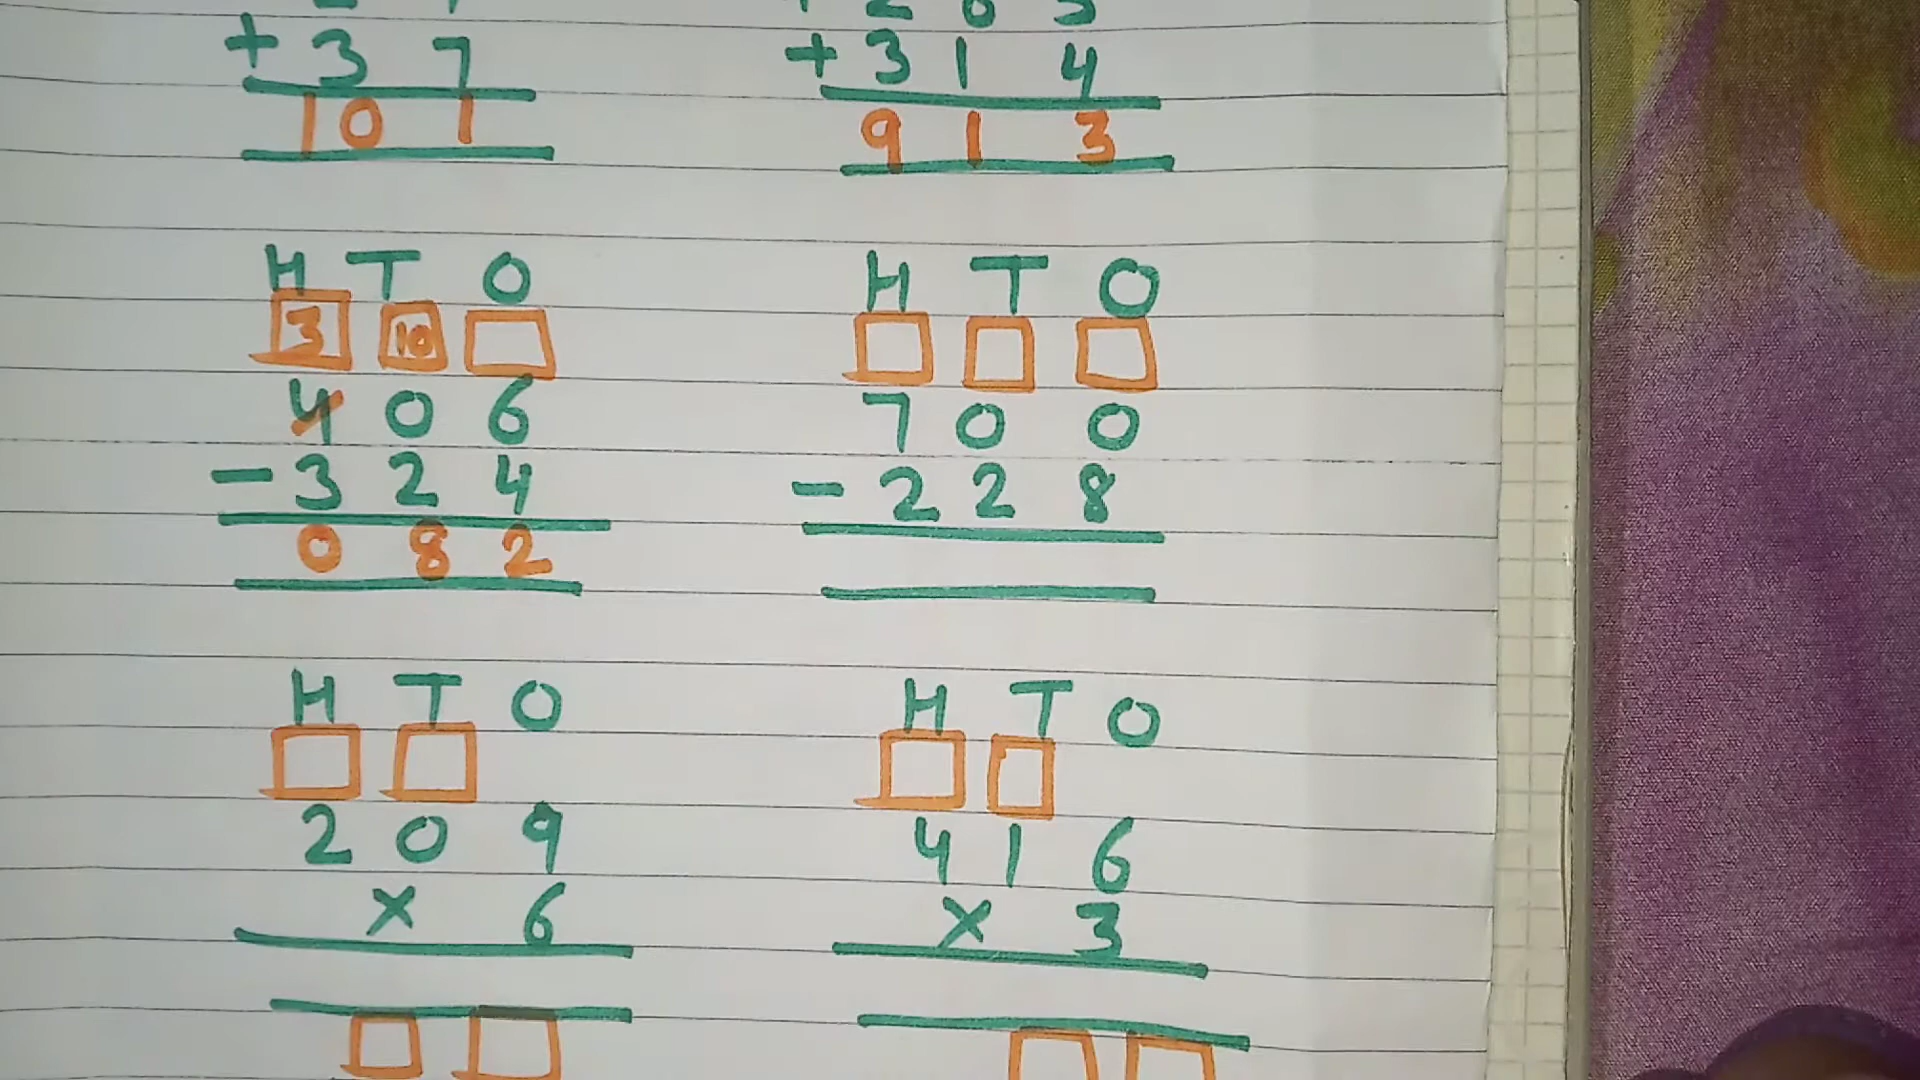 + 3 7
1 0 1
+ 3 1 4
9 1 3
H T O
3 10
4 0 6
- 3 2 4
0 8 2
H T O
7 0 0
- 2 2 8
H T O
2 0 9
× 6
H T O
4 1 6
× 3